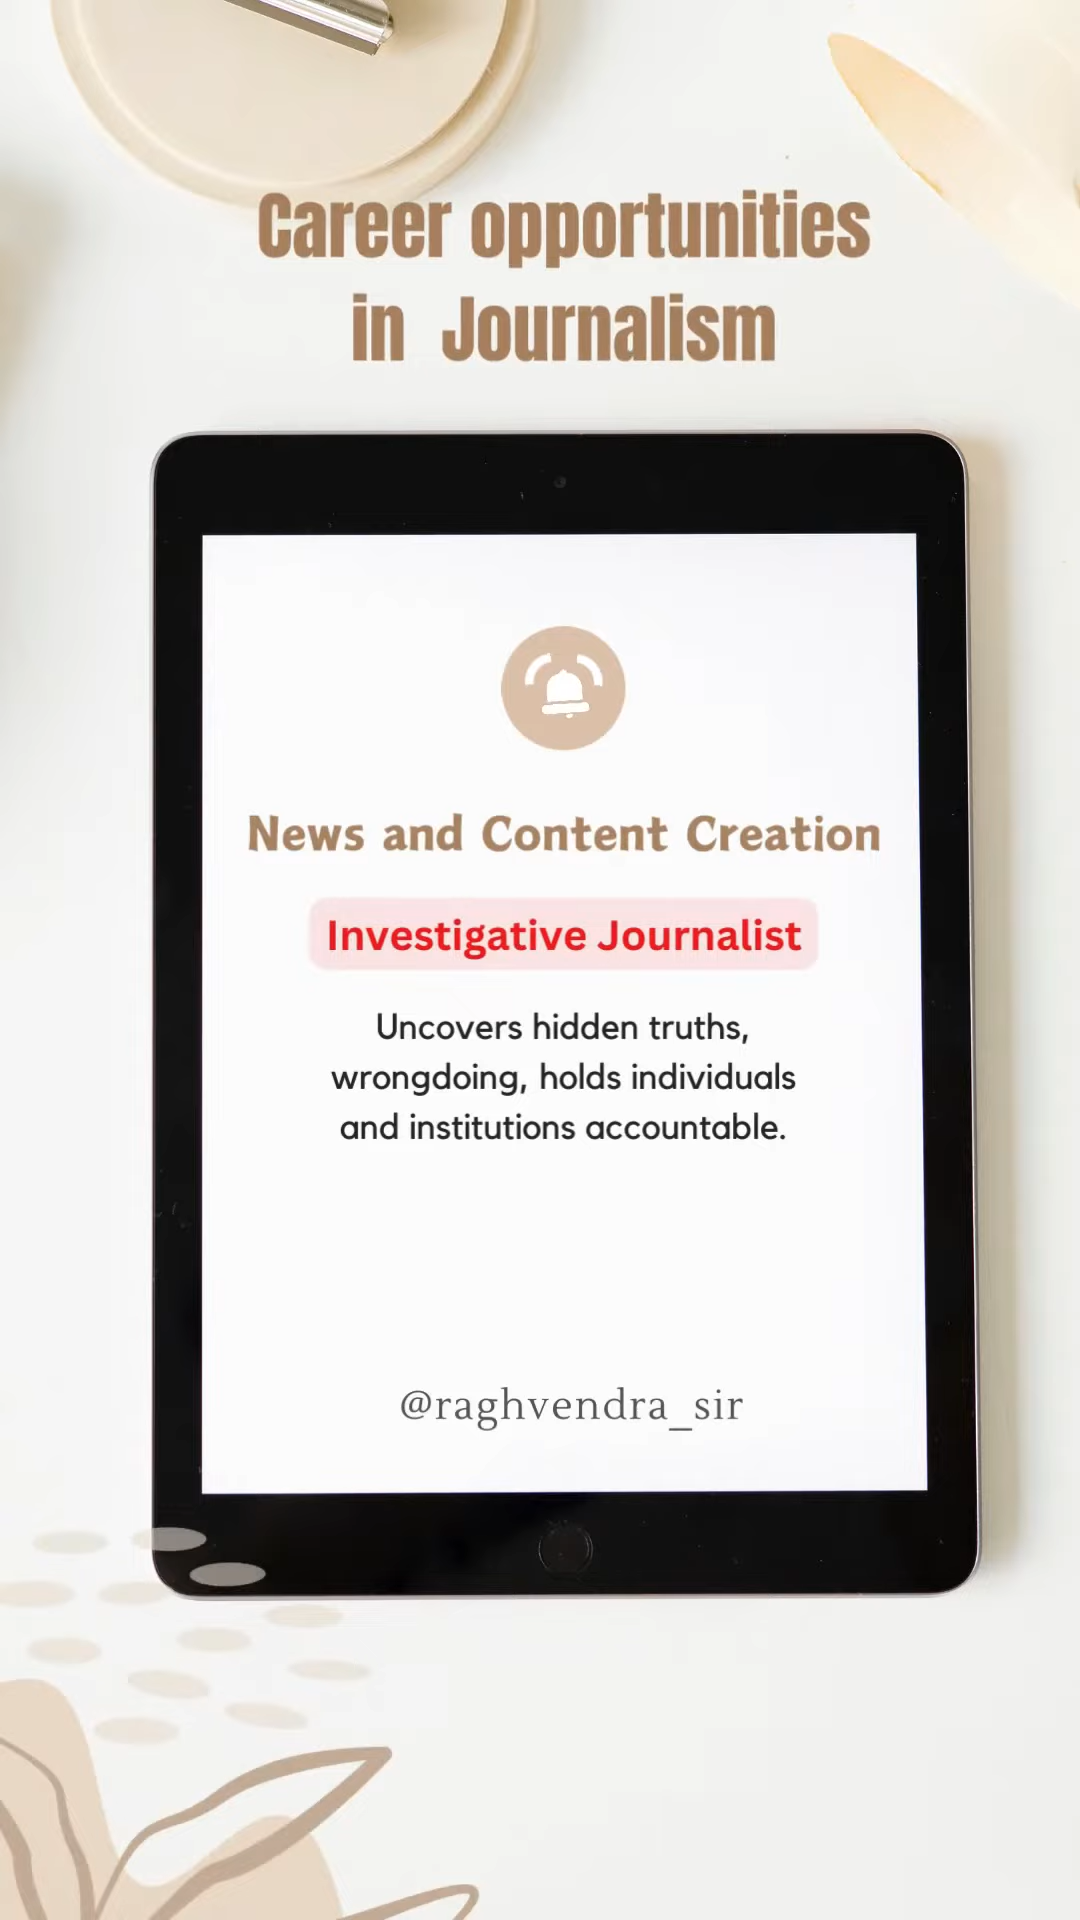 Career opportunities
in Journalism
News and Content Creation
Investigative Journalist
Uncovers hidden truths,
wrongdoing, holds individuals
and institutions accountable.
@raghvendra_sir